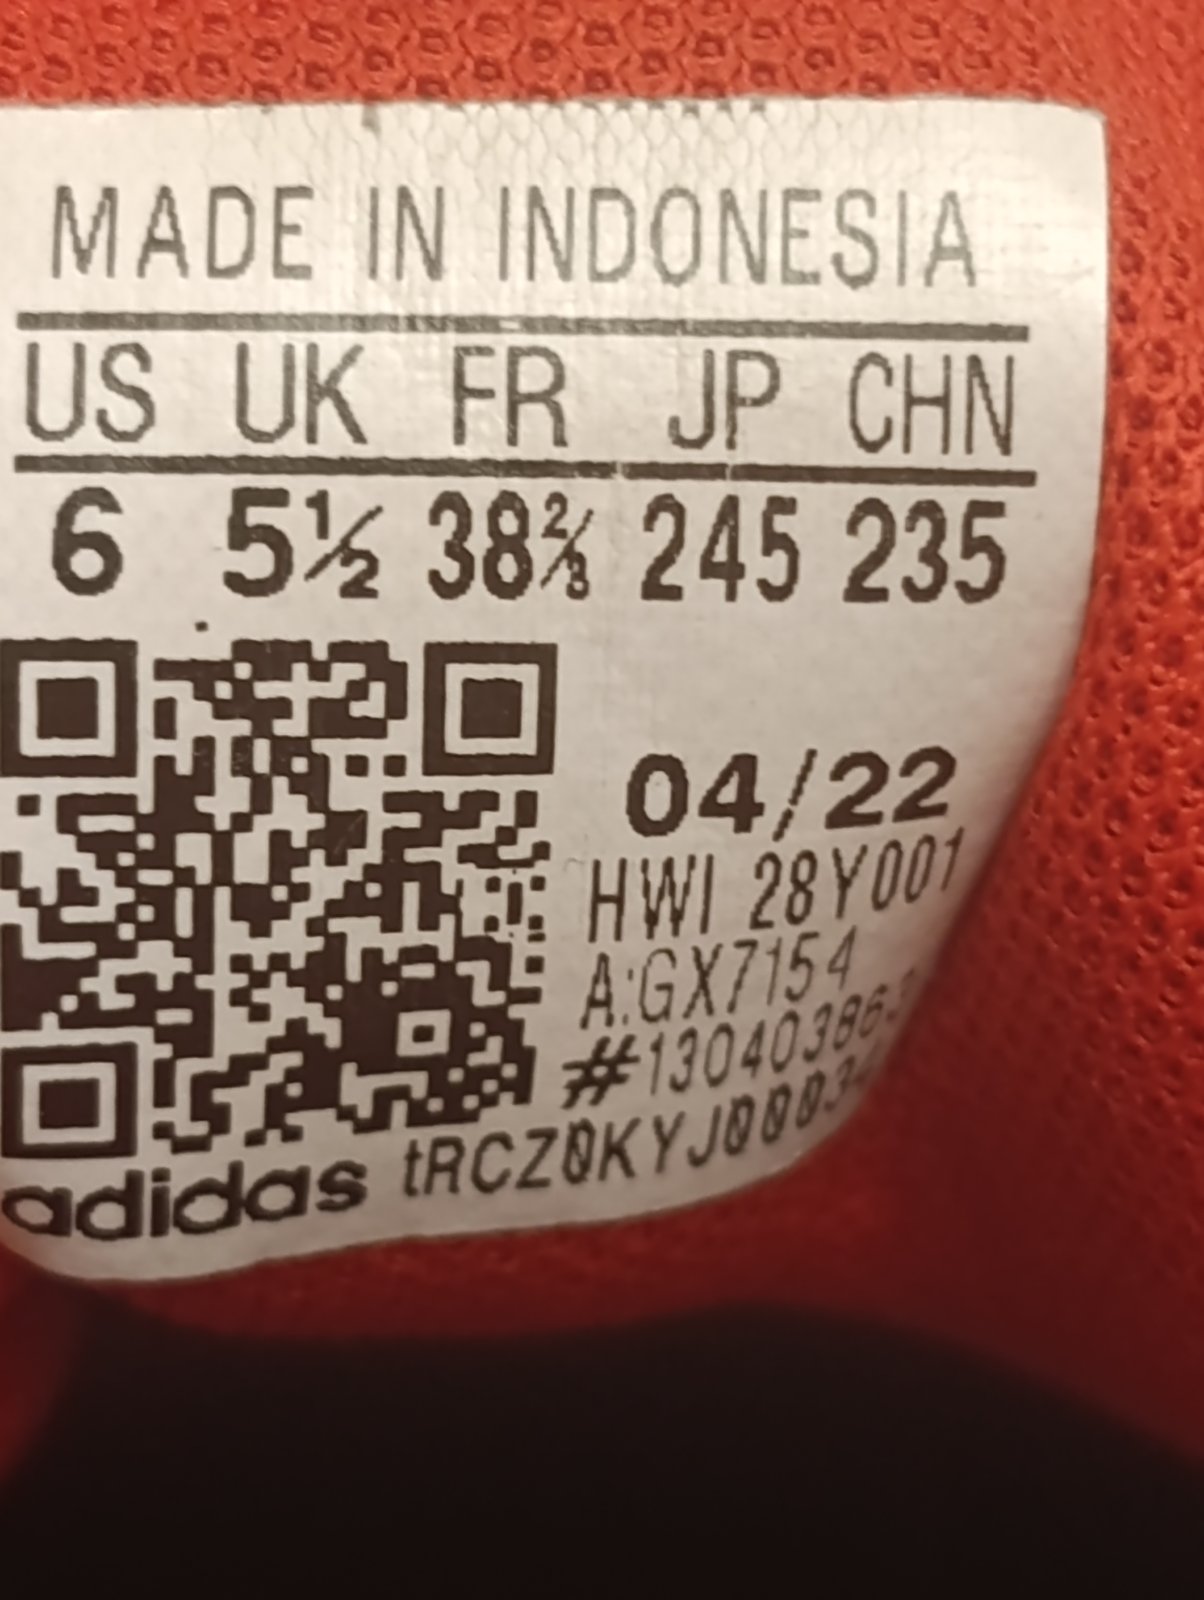 MADE IN INDONESIA
US UK FR JP CHN
6 5½ 38⅔ 245 235
04/22
HWI 28Y001
A:GX7154
adidas